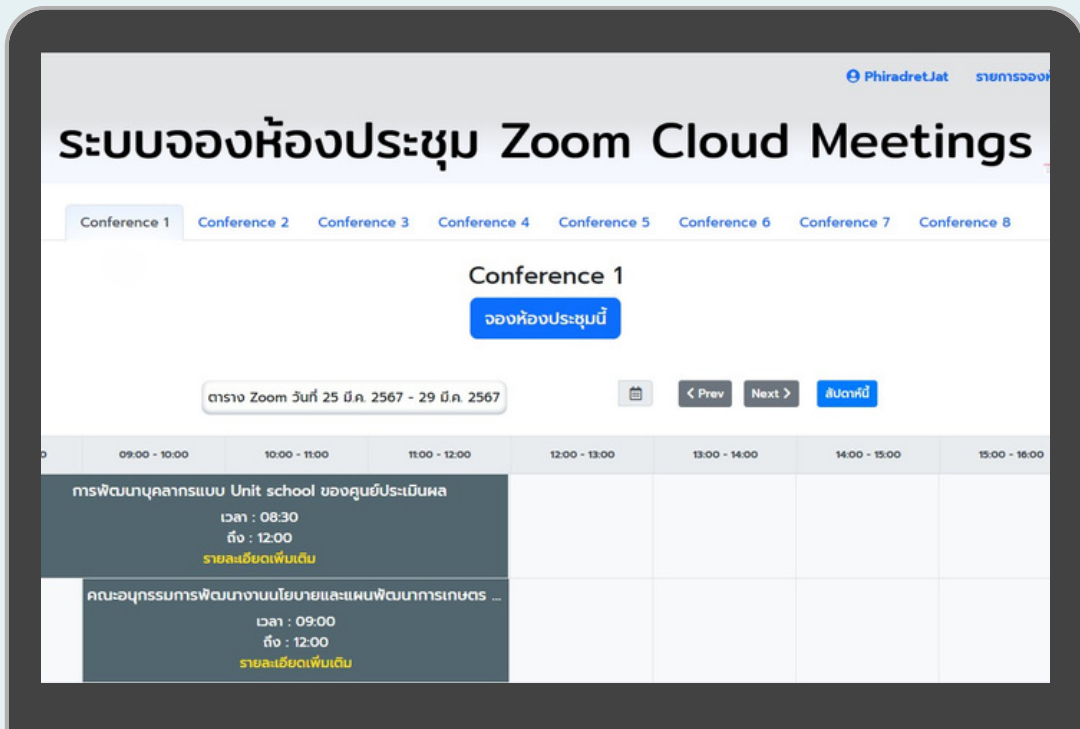 PhiradretJat รายการจองห้
ระบบจองห้องประชุม Zoom Cloud Meetings
Conference 1 Conference 2 Conference 3 Conference 4 Conference 5 Conference 6 Conference 7 Conference 8
Conference 1
จองห้องประชุมนี้
ตาราง Zoom วันที่ 25 มี.ค. 2567 - 29 มี.ค. 2567 Prev Next สัปดาห์นี้
09:00 - 10:00 10:00 - 11:00 11:00 - 12:00 12:00 - 13:00 13:00 - 14:00 14:00 - 15:00 15:00 - 16:00
การพัฒนาบุคลากรแบบ Unit school ของศูนย์ประเมินผล
เวลา : 08:30
ถึง : 12:00
รายละเอียดเพิ่มเติม
คณะอนุกรรมการพัฒนางานนโยบายและแผนพัฒนาการเกษตร ...
เวลา : 09:00
ถึง : 12:00
รายละเอียดเพิ่มเติม